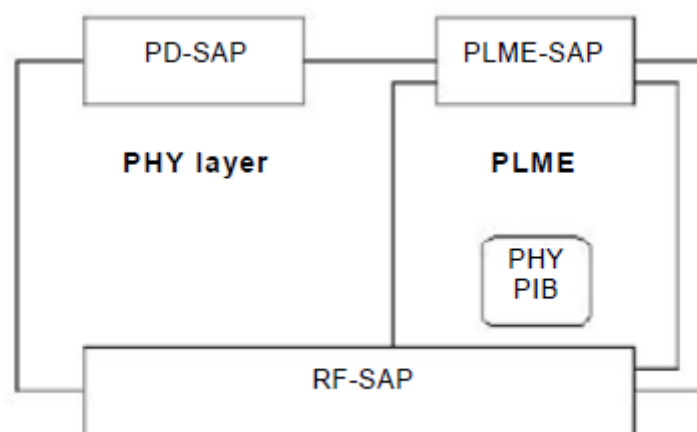 PD-SAP
PLME-SAP
PHY layer
PLME
PHY
PIB
RF-SAP